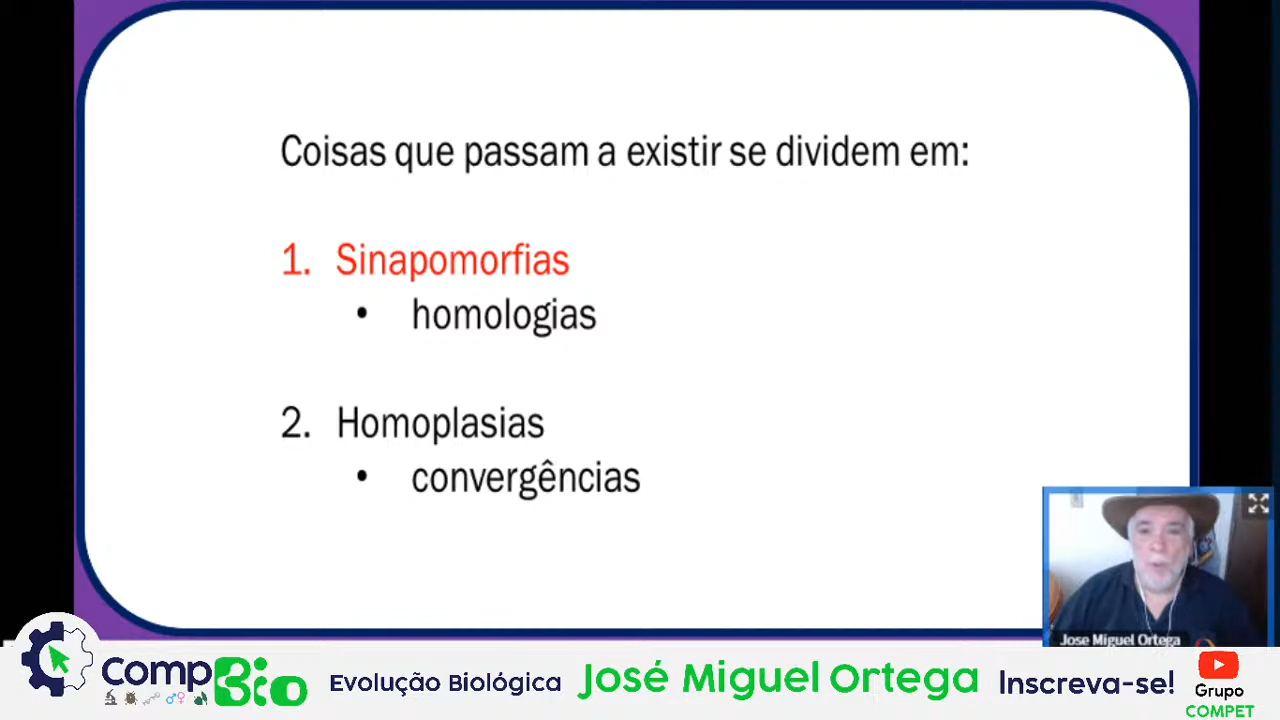 Coisas que passam a existir se dividem em:
1. Sinapomorfias
• homologias
2. Homoplasias
• convergências
Jose Miguel Ortega
CompBio
Evolução Biológica
José Miguel Ortega
Inscreva-se!
Grupo
COMPET